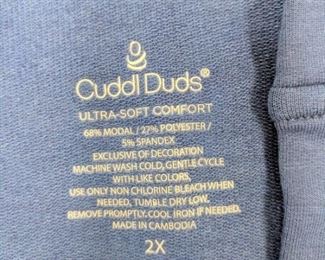 Cuddl Duds®
ULTRA-SOFT COMFORT
68% MODAL / 27% POLYESTER /
5% SPANDEX
EXCLUSIVE OF DECORATION
MACHINE WASH COLD, GENTLE CYCLE
WITH LIKE COLORS,
USE ONLY NON CHLORINE BLEACH WHEN
NEEDED, TUMBLE DRY LOW.
REMOVE PROMPTLY. COOL IRON IF NEEDED.
MADE IN CAMBODIA
2X